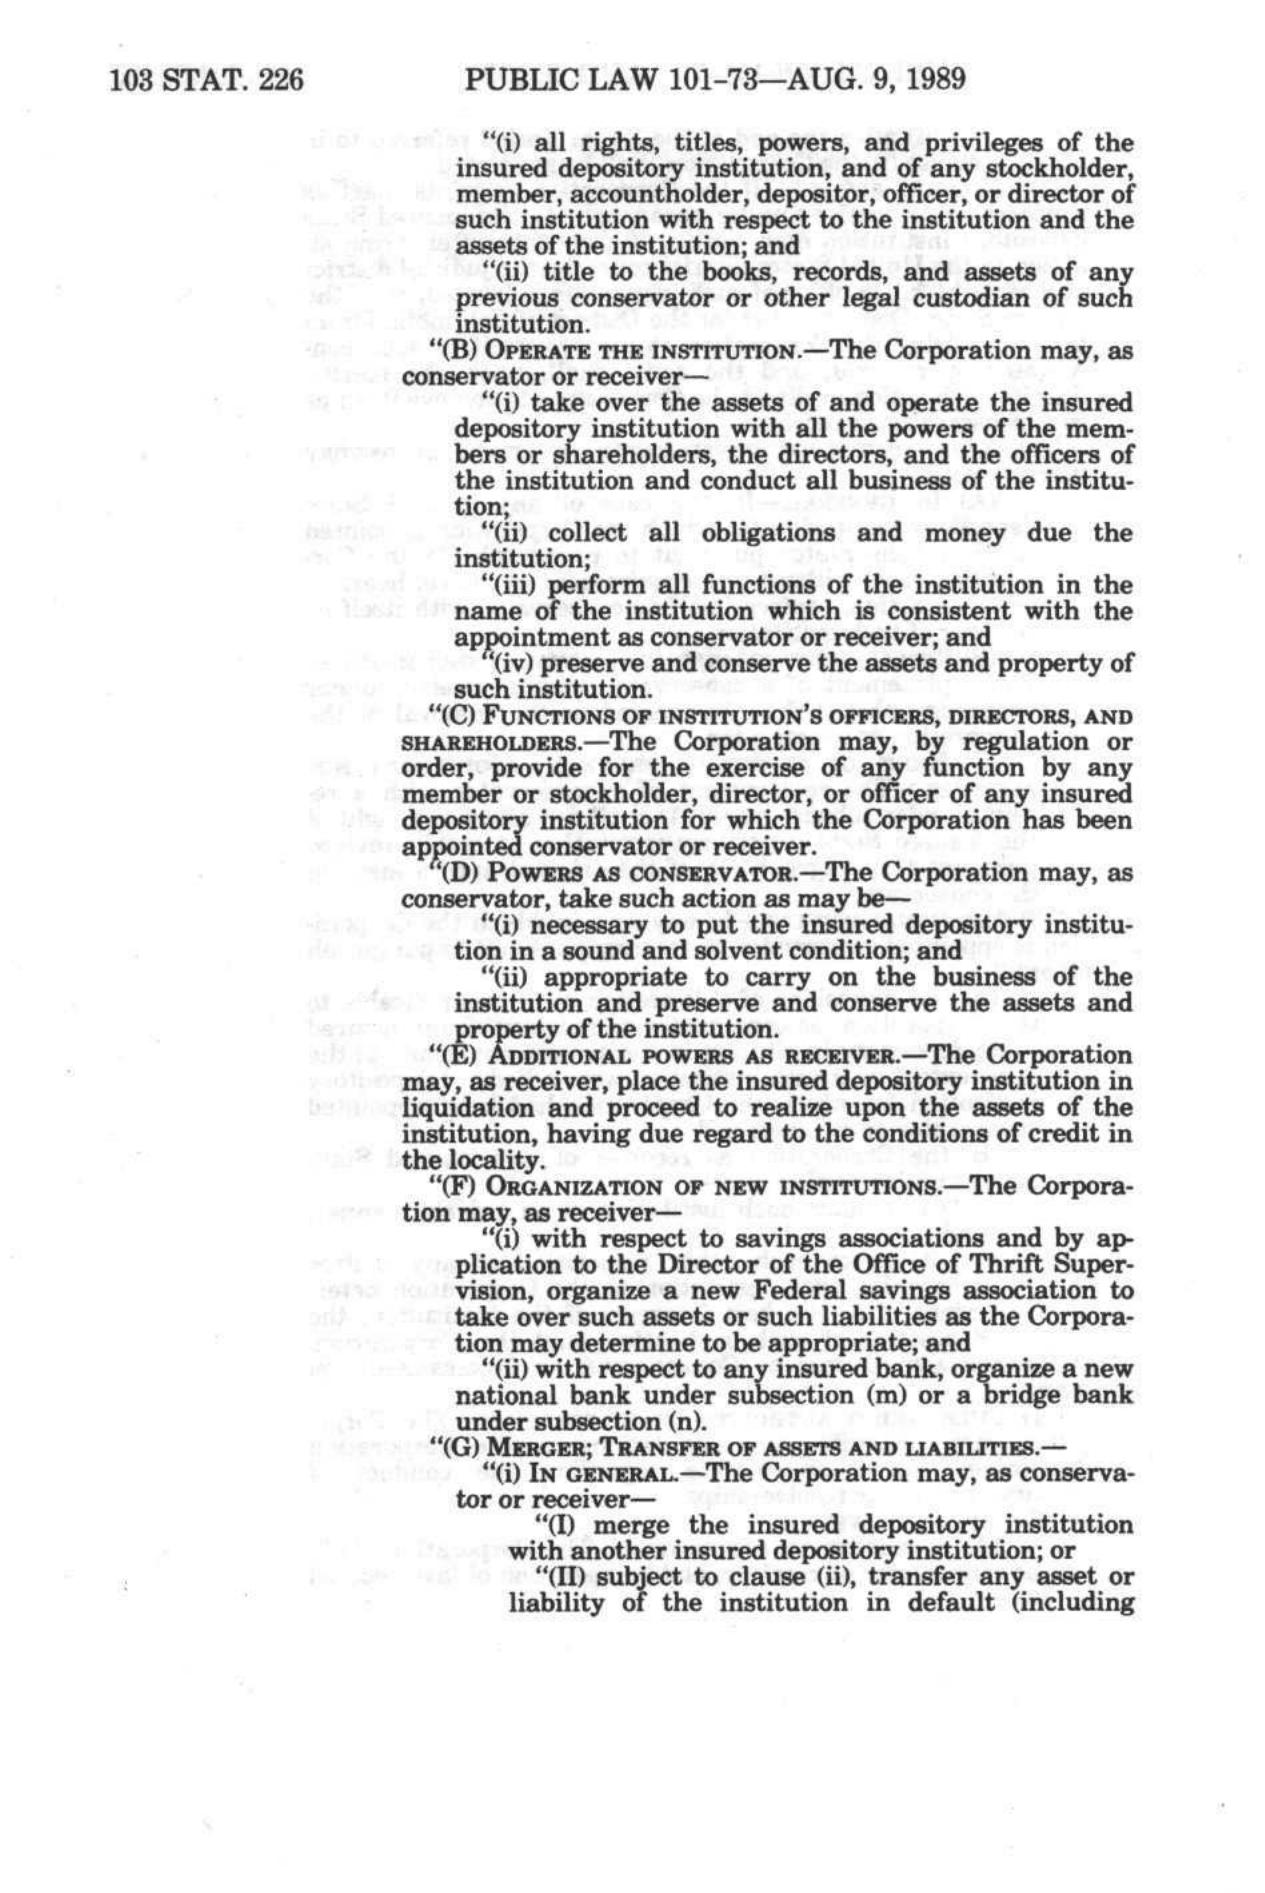 103 STAT. 226 PUBLIC LAW 101-73—AUG. 9, 1989
"(i) all rights, titles, powers, and privileges of the
insured depository institution, and of any stockholder,
member, accountholder, depositor, officer, or director of
such institution with respect to the institution and the
assets of the institution; and
"(ii) title to the books, records, and assets of any
previous conservator or other legal custodian of such
institution.
"(B) OPERATE THE INSTITUTION.—The Corporation may, as
conservator or receiver—
"(i) take over the assets of and operate the insured
depository institution with all the powers of the mem-
bers or shareholders, the directors, and the officers of
the institution and conduct all business of the institu-
tion;
"(ii) collect all obligations and money due the
institution;
"(iii) perform all functions of the institution in the
name of the institution which is consistent with the
appointment as conservator or receiver; and
"(iv) preserve and conserve the assets and property of
such institution.
"(C) FUNCTIONS OF INSTITUTION'S OFFICERS, DIRECTORS, AND
SHAREHOLDERS.—The Corporation may, by regulation or
order, provide for the exercise of any function by any
member or stockholder, director, or officer of any insured
depository institution for which the Corporation has been
appointed conservator or receiver.
"(D) POWERS AS CONSERVATOR.—The Corporation may, as
conservator, take such action as may be—
"(i) necessary to put the insured depository institu-
tion in a sound and solvent condition; and
"(ii) appropriate to carry on the business of the
institution and preserve and conserve the assets and
property of the institution.
"(E) ADDITIONAL POWERS AS RECEIVER.—The Corporation
may, as receiver, place the insured depository institution in
liquidation and proceed to realize upon the assets of the
institution, having due regard to the conditions of credit in
the locality.
"(F) ORGANIZATION OF NEW INSTITUTIONS.—The Corpora-
tion may, as receiver—
"(i) with respect to savings associations and by ap-
plication to the Director of the Office of Thrift Super-
vision, organize a new Federal savings association to
take over such assets or such liabilities as the Corpora-
tion may determine to be appropriate; and
"(ii) with respect to any insured bank, organize a new
national bank under subsection (m) or a bridge bank
under subsection (n).
"(G) MERGER; TRANSFER OF ASSETS AND LIABILITIES.—
"(i) IN GENERAL.—The Corporation may, as conserva-
tor or receiver—
"(I) merge the insured depository institution
with another insured depository institution; or
"(II) subject to clause (ii), transfer any asset or
liability of the institution in default (including